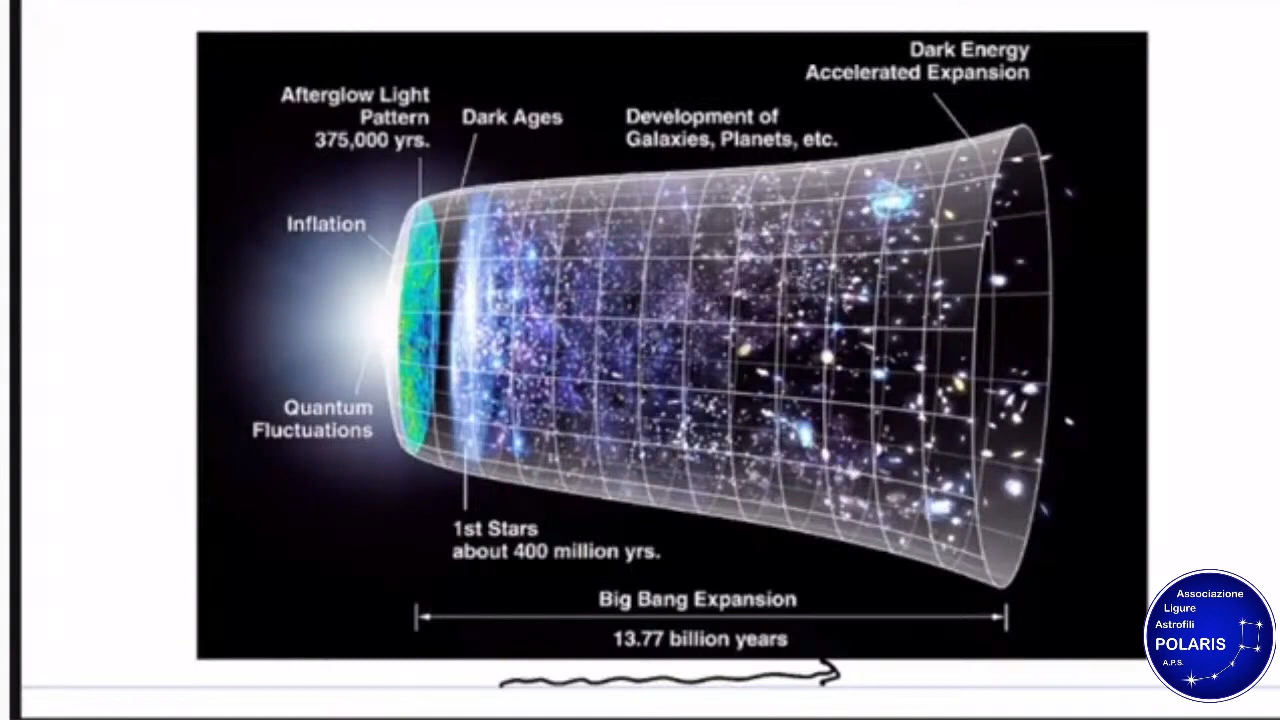 Dark Energy
Accelerated Expansion
Afterglow Light
Pattern
375,000 yrs.
Dark Ages
Development of
Galaxies, Planets, etc.
Inflation
Quantum
Fluctuations
1st Stars
about 400 million yrs.
Big Bang Expansion
13.77 billion years
Associazione
Ligure
Astrofili
POLARIS
A.P.S.